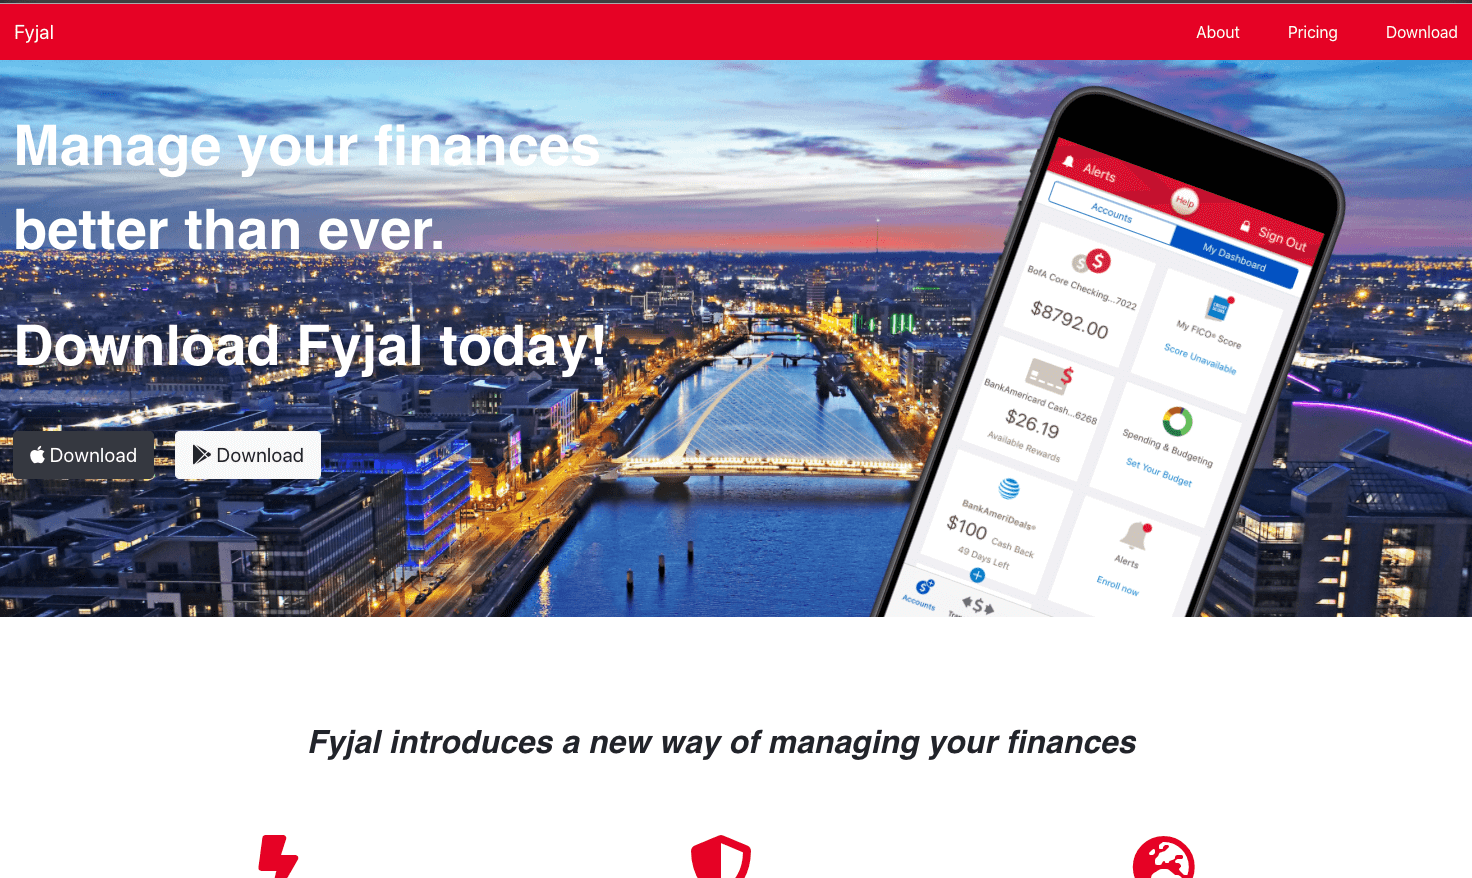 Fyjal
About
Pricing
Download
Manage your finances
better than ever.
Download Fyjal today!
Download
Download
Alerts
Help
Sign Out
Accounts
My Dashboard
BofA Core Checking...7022
$8792.00
My FICO® Score
Score Unavailable
BankAmericard Cash...6268
$26.19
Available Rewards
Spending & Budgeting
Set Your Budget
BankAmeriDeals®
$100 Cash Back
49 Days Left
Alerts
Enroll now
Accounts
Fyjal introduces a new way of managing your finances